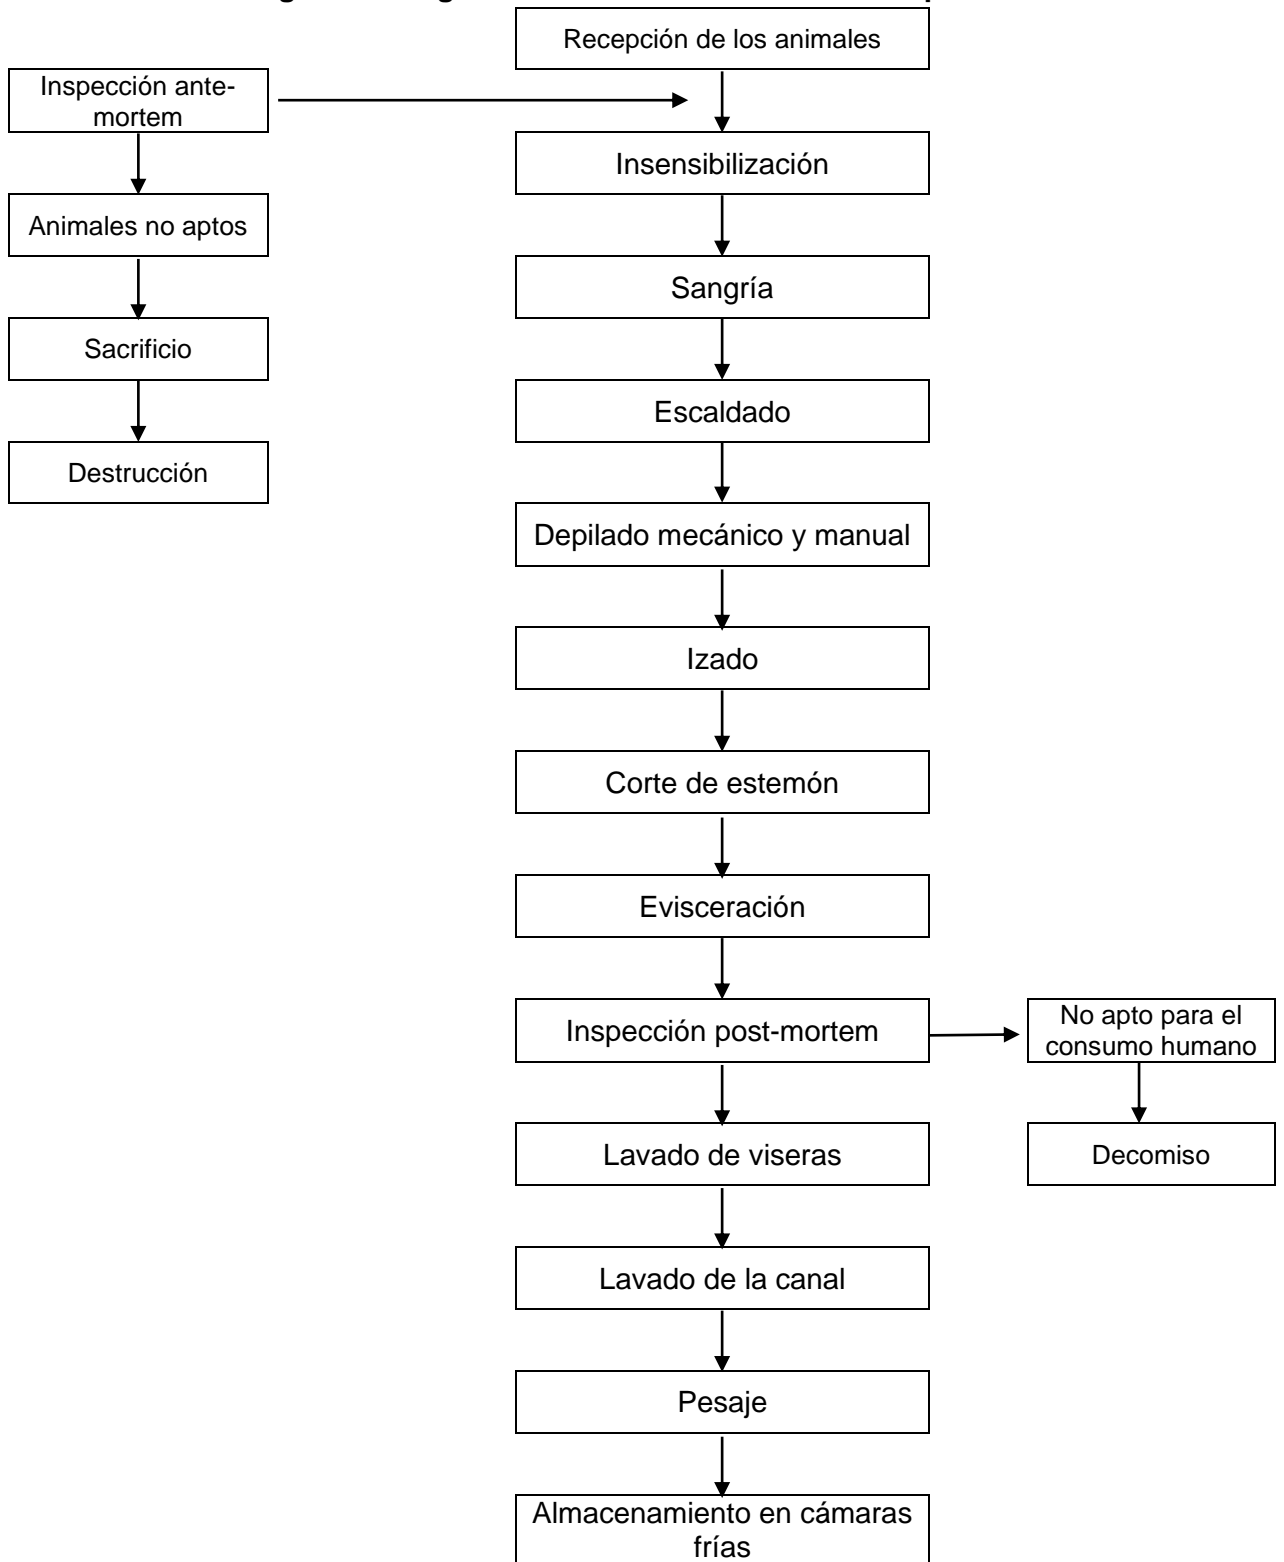 Recepción de los animales
Inspección ante-
mortem
Insensibilización
Animales no aptos
Sangría
Sacrificio
Escaldado
Destrucción
Depilado mecánico y manual
Izado
Corte de estemón
Evisceración
Inspección post-mortem
No apto para el
consumo humano
Lavado de viseras
Decomiso
Lavado de la canal
Pesaje
Almacenamiento en cámaras
frías